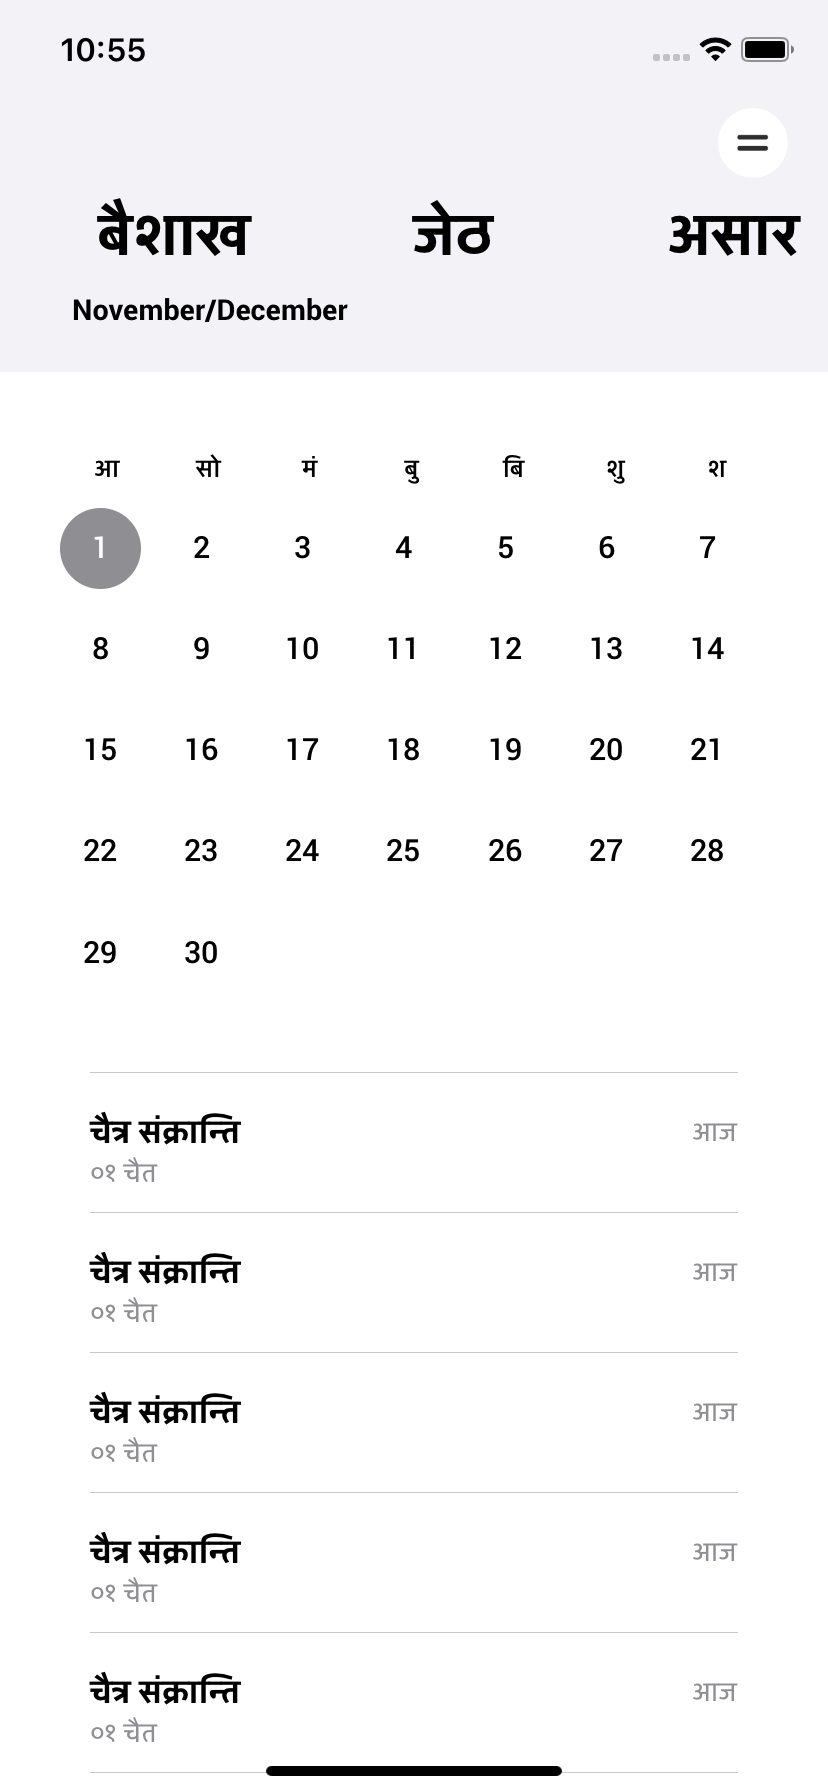 10:55
बैशाख जेठ असार
November/December
आ सो मं बु बि शु श
1 2 3 4 5 6 7
8 9 10 11 12 13 14
15 16 17 18 19 20 21
22 23 24 25 26 27 28
29 30
चैत्र संक्रान्ति आज
०१ चैत
चैत्र संक्रान्ति आज
०१ चैत
चैत्र संक्रान्ति आज
०१ चैत
चैत्र संक्रान्ति आज
०१ चैत
चैत्र संक्रान्ति आज
०१ चैत